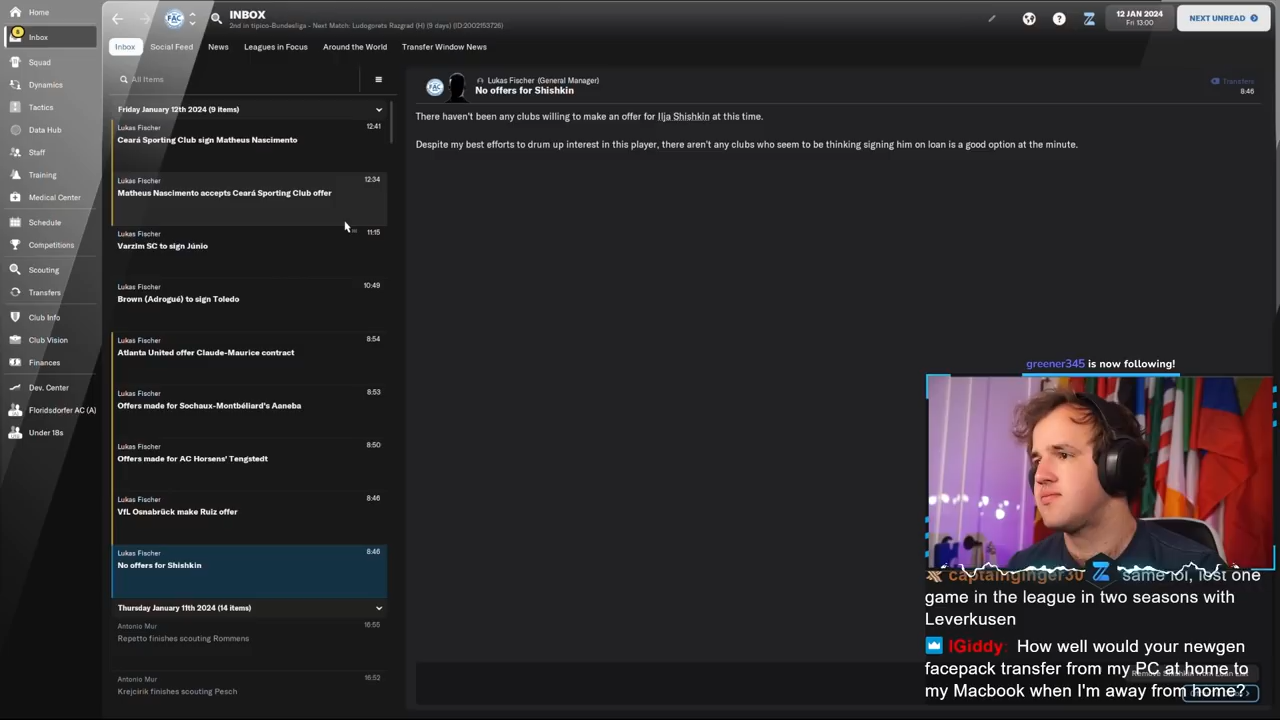 Home
Inbox
Squad
Dynamics
Tactics
Data Hub
Staff
Training
Medical Center
Schedule
Competitions
Scouting
Transfers
Club Info
Club Vision
Finances
Dev. Center
Floridsdorfer AC (A)
Under 18s
FAC
INBOX
2nd in tipico-Bundesliga - Next Match: Ludogorets Razgrad (H) (9 days) (ID:2002153726)
12 JAN 2024
Fri 13:00
NEXT UNREAD
Inbox
Social Feed
News
Leagues in Focus
Around the World
Transfer Window News
All Items
Friday January 12th 2024 (9 items)
Lukas Fischer 12:41
Ceará Sporting Club sign Matheus Nascimento
Lukas Fischer 12:34
Matheus Nascimento accepts Ceará Sporting Club offer
Lukas Fischer 11:15
Varzim SC to sign Júnio
Lukas Fischer 10:49
Brown (Adrogué) to sign Toledo
Lukas Fischer 8:54
Atlanta United offer Claude-Maurice contract
Lukas Fischer 8:53
Offers made for Sochaux-Montbéliard's Aaneba
Lukas Fischer 8:50
Offers made for AC Horsens' Tengstedt
Lukas Fischer 8:46
VfL Osnabrück make Ruiz offer
Lukas Fischer 8:46
No offers for Shishkin
Thursday January 11th 2024 (14 items)
Antonio Mur 16:55
Repetto finishes scouting Rommens
Antonio Mur 16:52
Krejcirik finishes scouting Pesch
FAC
Lukas Fischer (General Manager)
No offers for Shishkin
Transfers
8:46
There haven't been any clubs willing to make an offer for Ilja Shishkin at this time.
Despite my best efforts to drum up interest in this player, there aren't any clubs who seem to be thinking signing him on loan is a good option at the minute.
greener345 is now following!
captainginger30 same lol, lost one
game in the league in two seasons with
Leverkusen
IGiddy: How well would your newgen
facepack transfer from my PC at home to
my Macbook when I'm away from home?